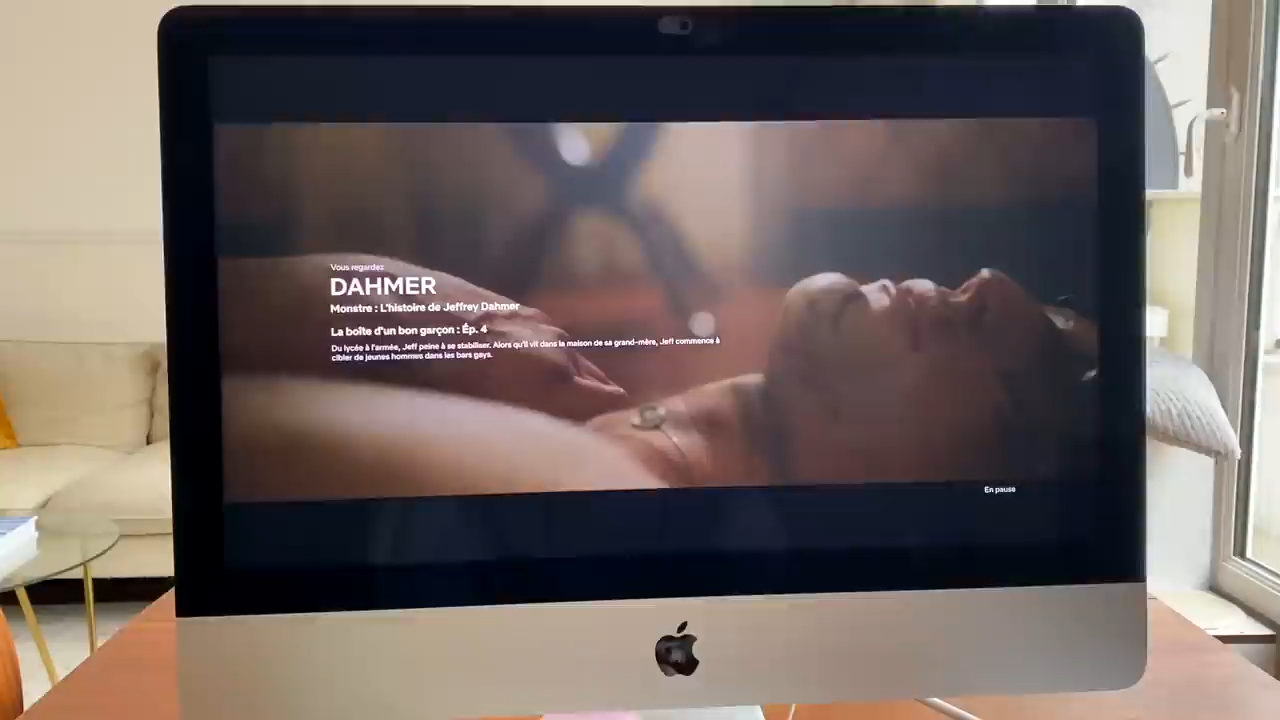 Vous regardez
DAHMER
Monstre : L'histoire de Jeffrey Dahmer
La boîte d'un bon garçon : Ép. 4
Du lycée à l'armée, Jeff peine à se stabiliser. Alors qu'il vit dans la maison de sa grand-mère, Jeff commence à
cibler de jeunes hommes dans les bars gays.
En pause